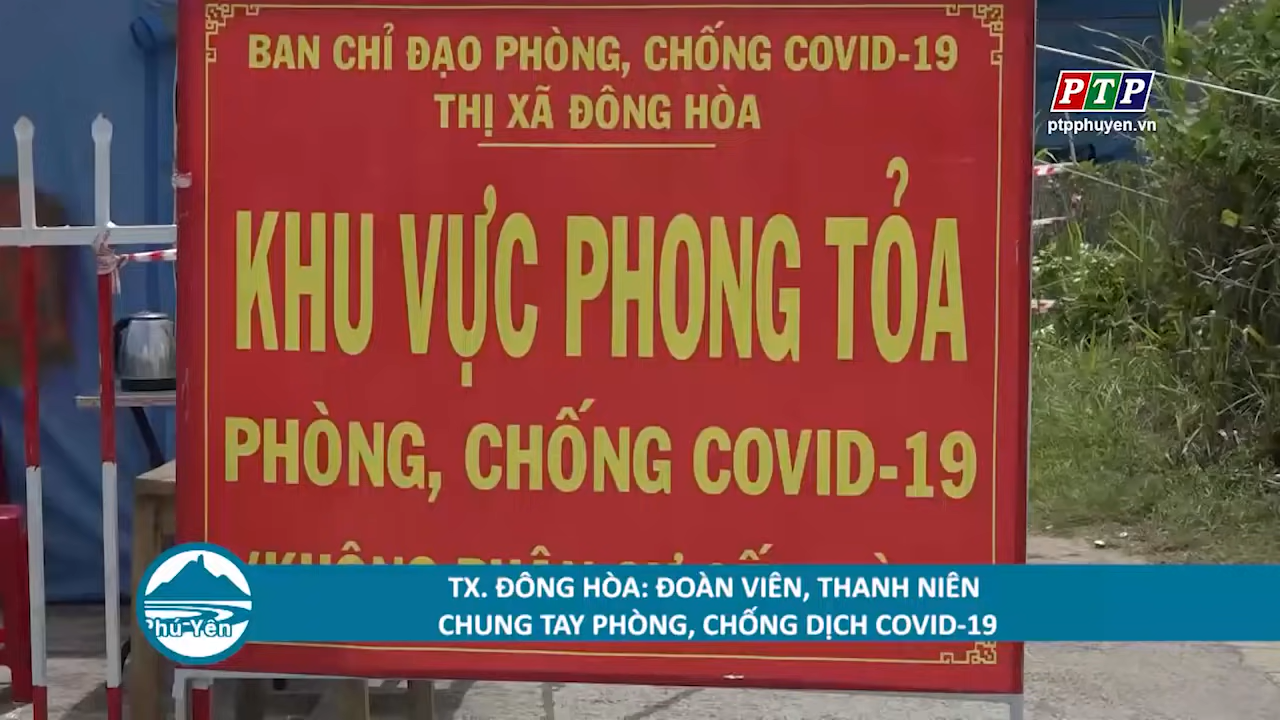 BAN CHỈ ĐẠO PHÒNG, CHỐNG COVID-19
THỊ XÃ ĐÔNG HÒA
PTP
ptpphuyen.vn
KHU VỰC PHONG TỎA
PHÒNG, CHỐNG COVID-19
TX. ĐÔNG HÒA: ĐOÀN VIÊN, THANH NIÊN
CHUNG TAY PHÒNG, CHỐNG DỊCH COVID-19
Phú Yên